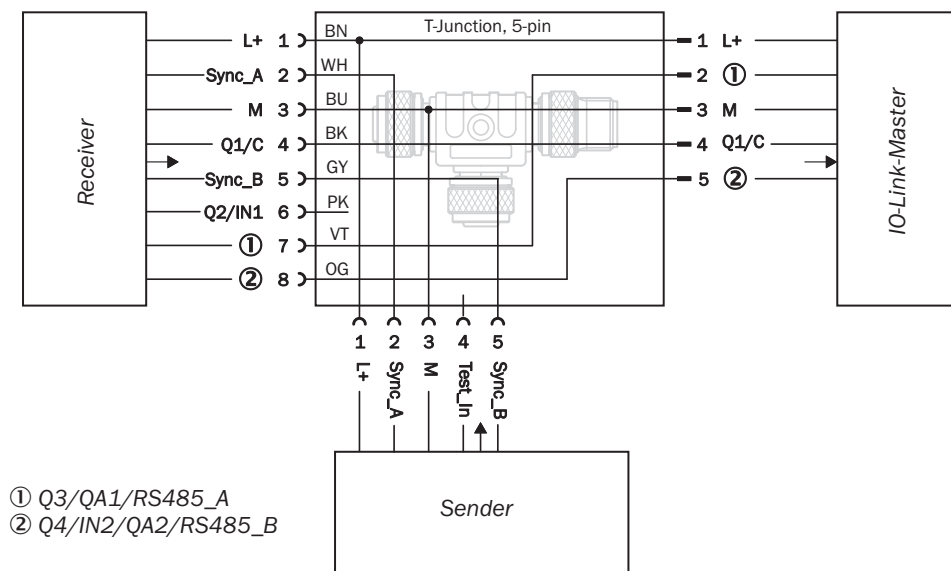 T-Junction, 5-pin
Receiver
L+ 1 BN
Sync_A 2 WH
M 3 BU
Q1/C 4 BK
Sync_B 5 GY
Q2/IN1 6 PK
① 7 VT
② 8 OG
1 L+
2 ①
3 M
4 Q1/C
5 ②
IO-Link-Master
1 2 3 4 5
L+
Sync_A
M
Test_In
Sync_B
Sender
① Q3/QA1/RS485_A
② Q4/IN2/QA2/RS485_B